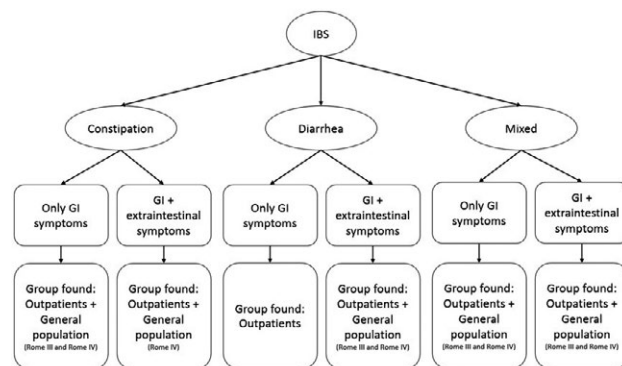 IBS
Constipation
Diarrhea
Mixed
Only GI
symptoms
GI +
extraintestinal
symptoms
Only GI
symptoms
GI +
extraintestinal
symptoms
Only GI
symptoms
GI +
extraintestinal
symptoms
Group found:
Outpatients +
General
population
(Rome III and Rome IV)
Group found:
Outpatients +
General
population
(Rome IV)
Group found:
Outpatients
Group found:
Outpatients +
General
population
(Rome III and Rome IV)
Group found:
Outpatients +
General
population
(Rome III and Rome IV)
Group found:
Outpatients +
General
population
(Rome III and Rome IV)